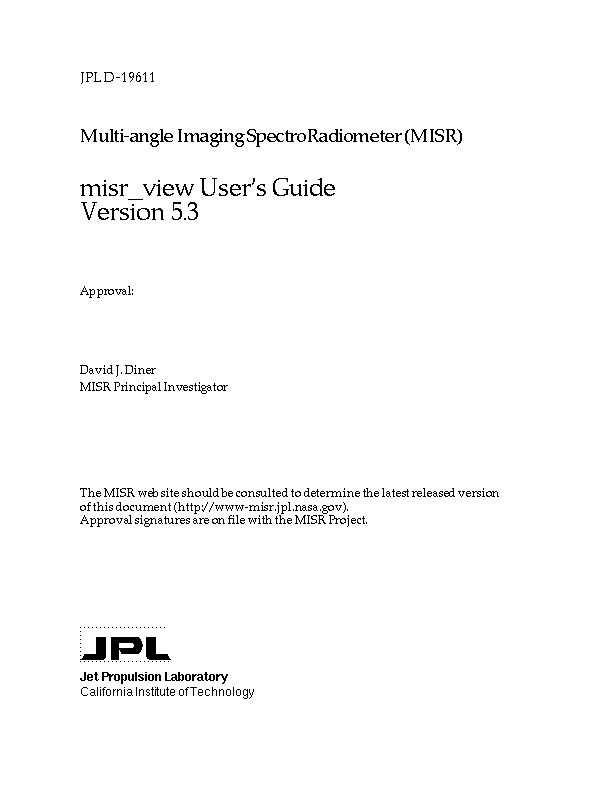 JPL D-19611
Multi-angle Imaging SpectroRadiometer (MISR)
misr_view User's Guide
Version 5.3
Approval:
David J. Diner
MISR Principal Investigator
The MISR web site should be consulted to determine the latest released version
of this document (http://www-misr.jpl.nasa.gov).
Approval signatures are on file with the MISR Project.
JPL
Jet Propulsion Laboratory
California Institute of Technology